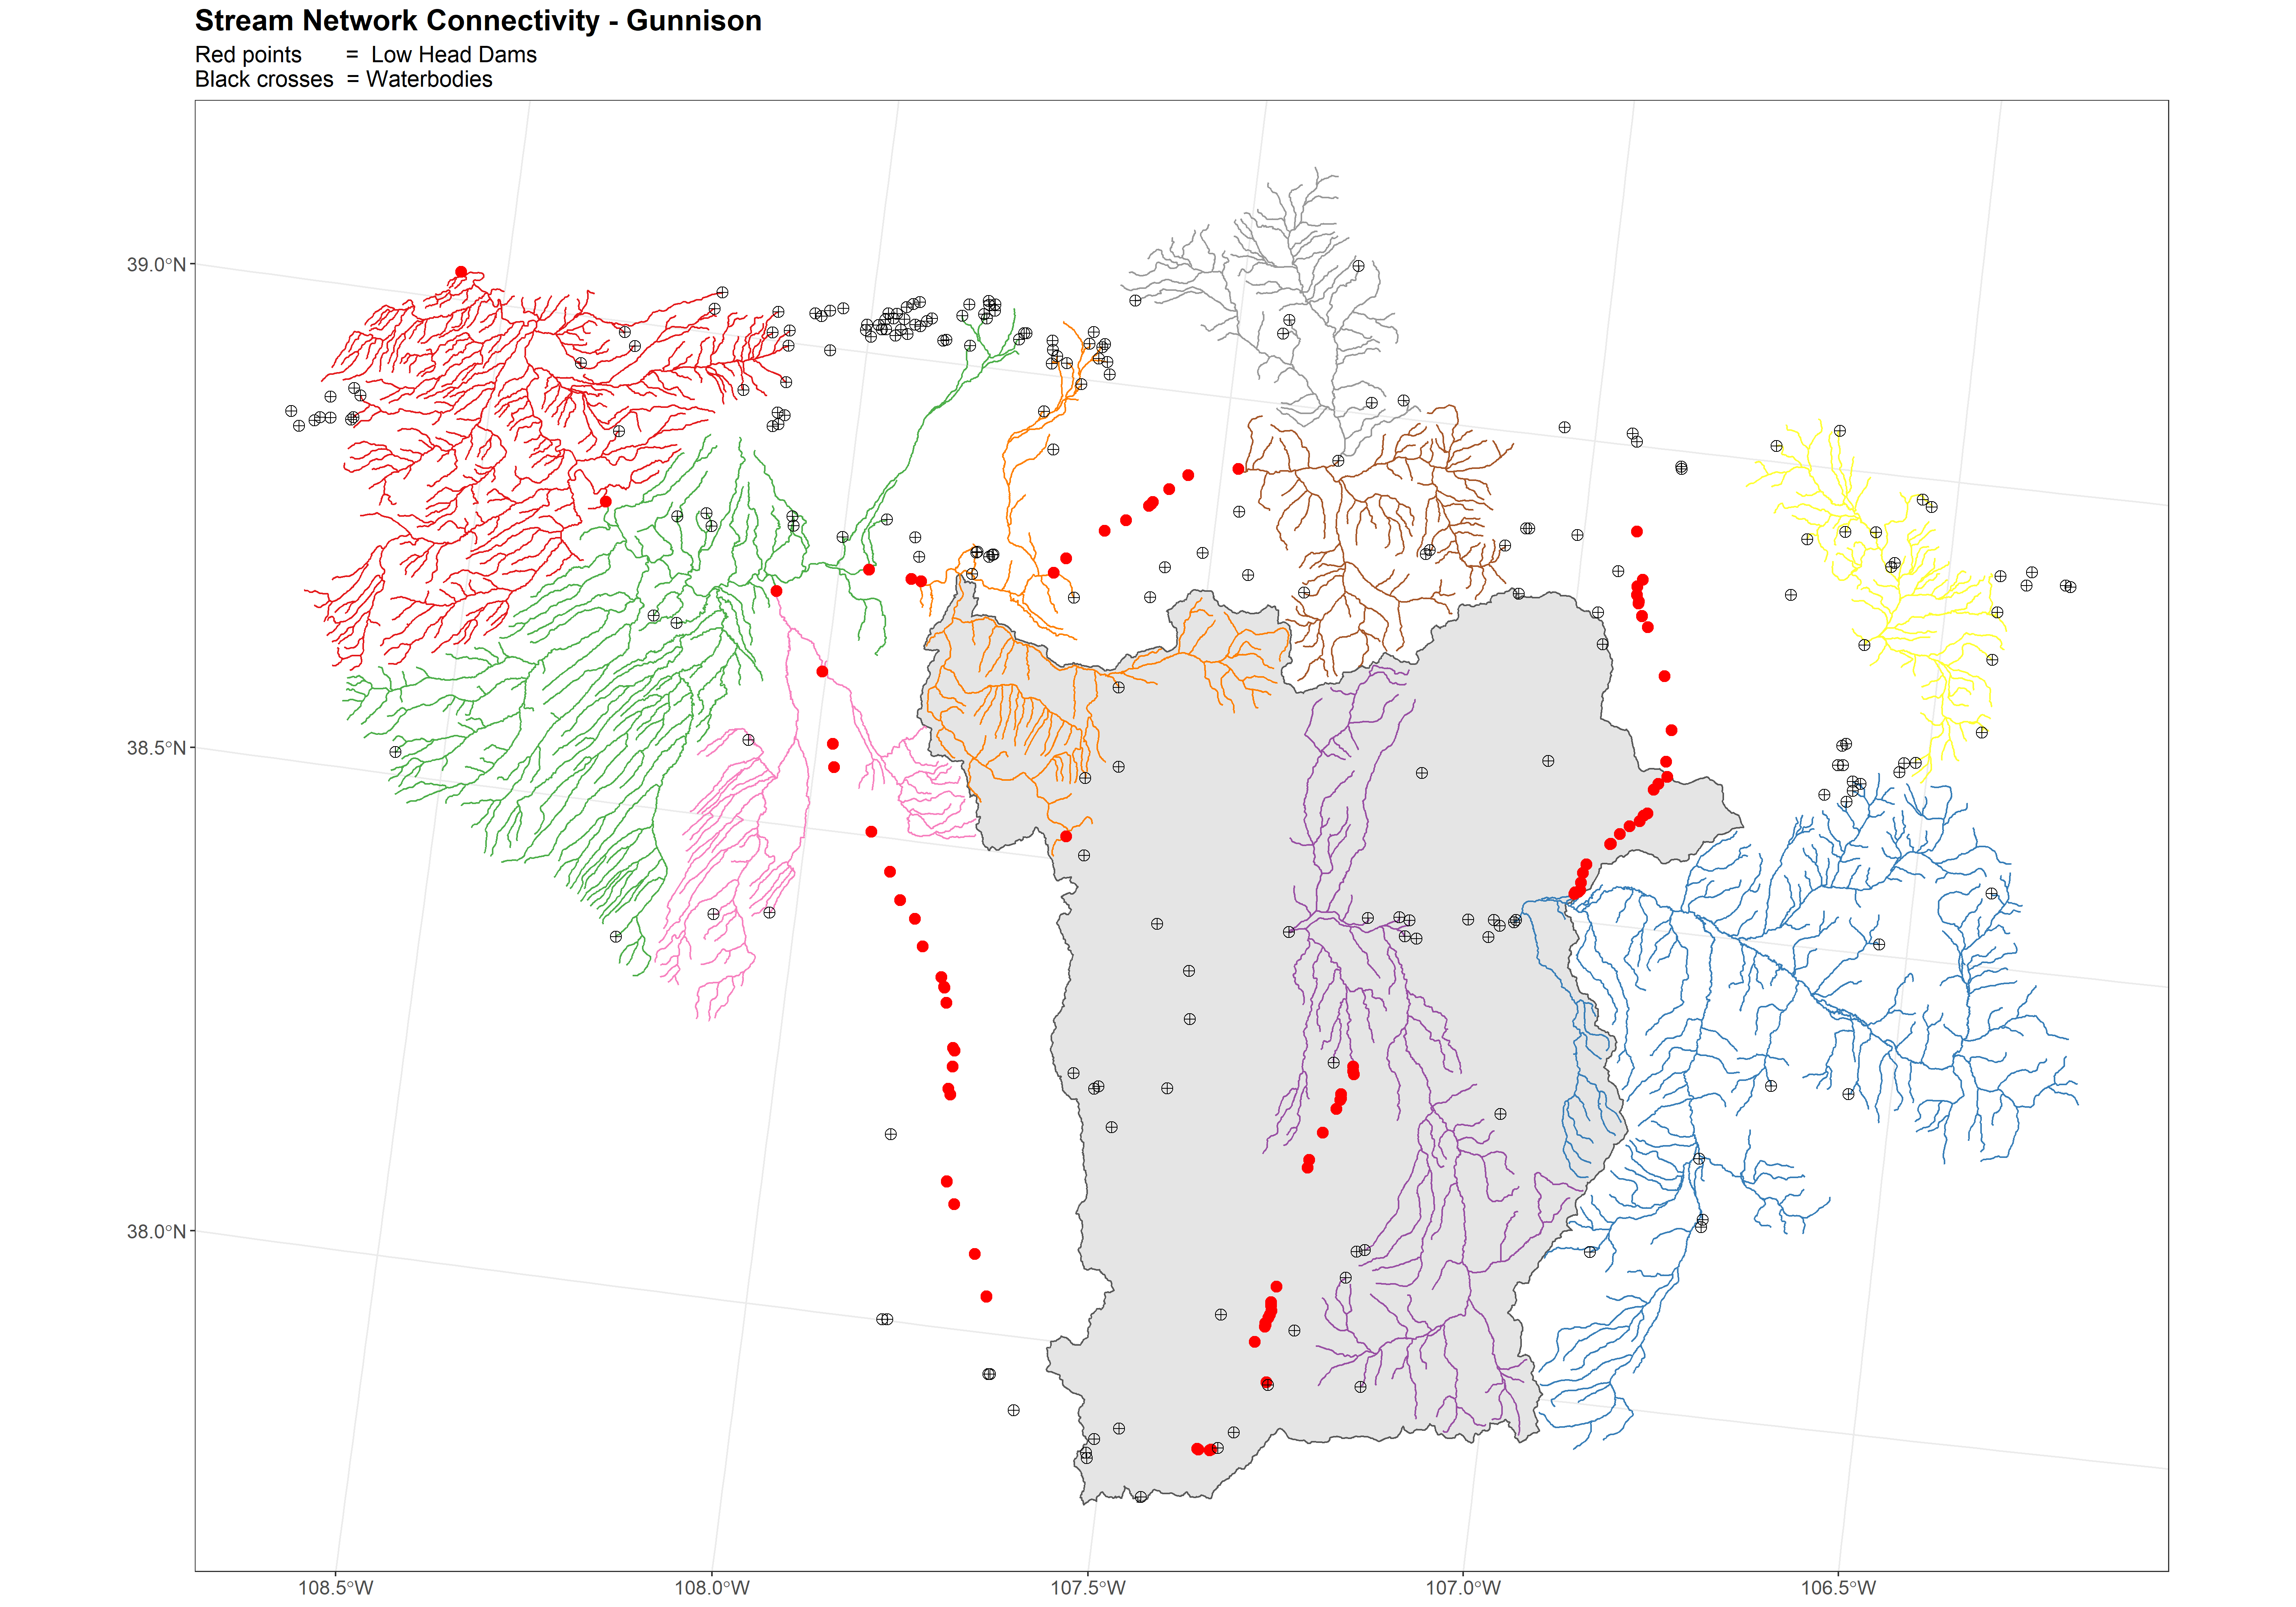 Stream Network Connectivity - Gunnison
Red points = Low Head Dams
Black crosses = Waterbodies
39.0°N
38.5°N
38.0°N
108.5°W 108.0°W 107.5°W 107.0°W 106.5°W